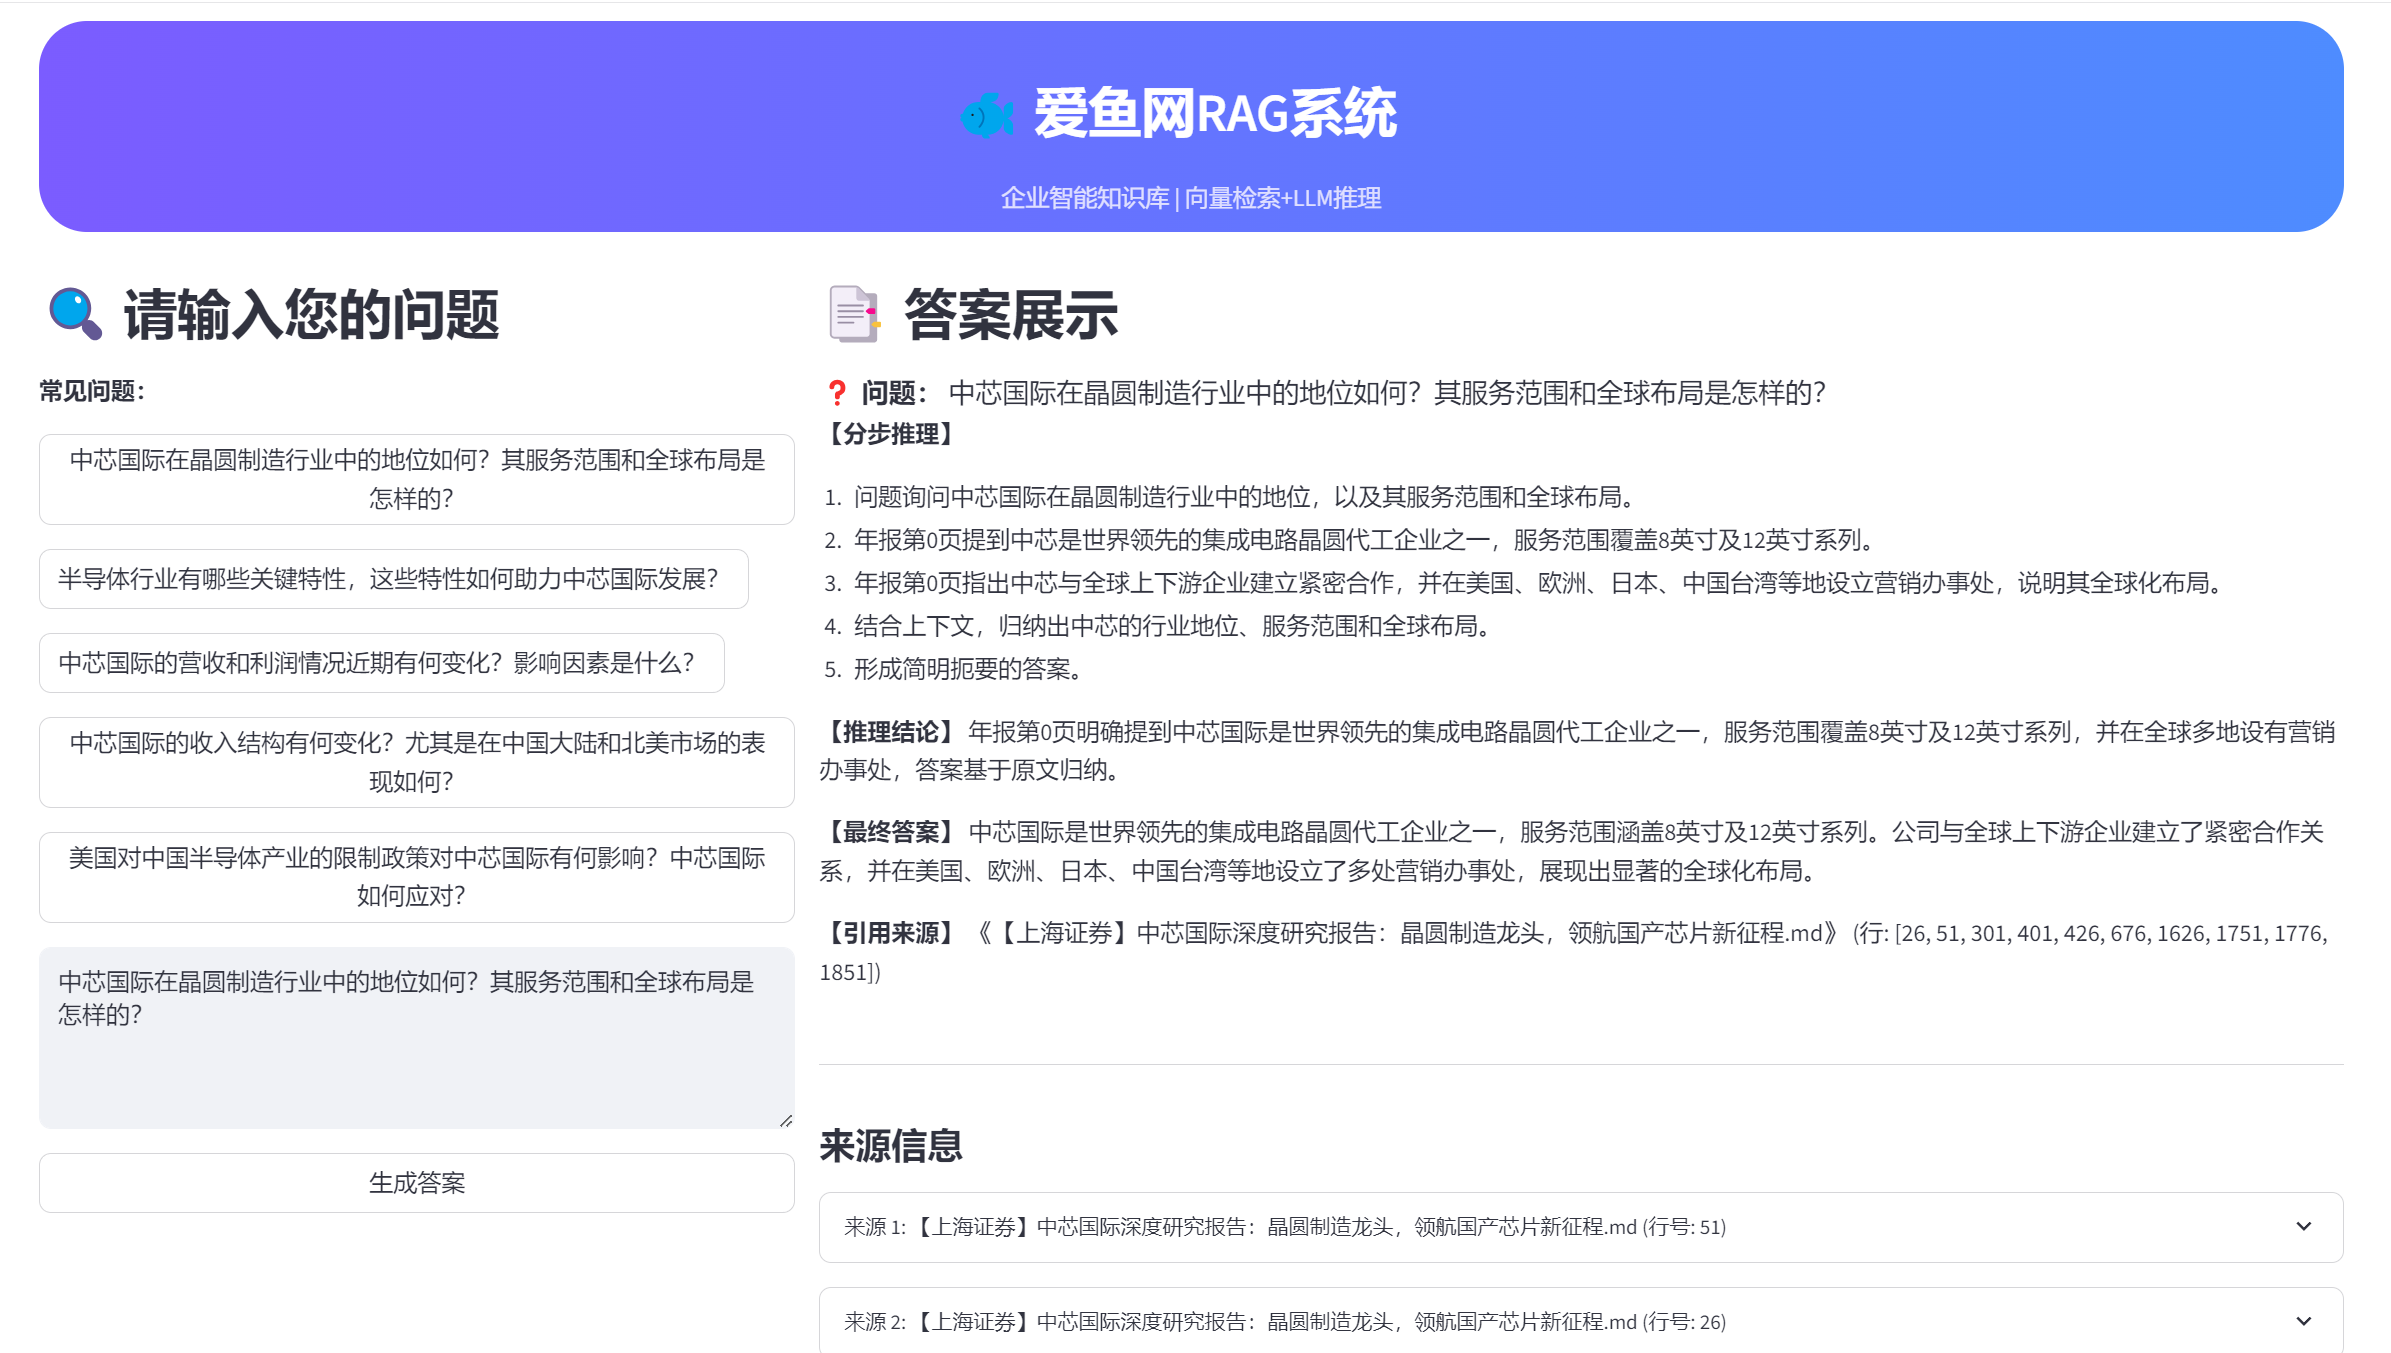 爱鱼网RAG系统
企业智能知识库 | 向量检索+LLM推理
请输入您的问题
常见问题：
中芯国际在晶圆制造行业中的地位如何？其服务范围和全球布局是
怎样的？
半导体行业有哪些关键特性，这些特性如何助力中芯国际发展？
中芯国际的营收和利润情况近期有何变化？影响因素是什么？
中芯国际的收入结构有何变化？尤其是在中国大陆和北美市场的表
现如何？
美国对中国半导体产业的限制政策对中芯国际有何影响？中芯国际
如何应对？
中芯国际在晶圆制造行业中的地位如何？其服务范围和全球布局是
怎样的？
生成答案
答案展示
❓ 问题： 中芯国际在晶圆制造行业中的地位如何？其服务范围和全球布局是怎样的？
【分步推理】
1. 问题询问中芯国际在晶圆制造行业中的地位，以及其服务范围和全球布局。
2. 年报第0页提到中芯是世界领先的集成电路晶圆代工企业之一，服务范围覆盖8英寸及12英寸系列。
3. 年报第0页指出中芯与全球上下游企业建立紧密合作，并在美国、欧洲、日本、中国台湾等地设立营销办事处，说明其全球化布局。
4. 结合上下文，归纳出中芯的行业地位、服务范围和全球布局。
5. 形成简明扼要的答案。
【推理结论】 年报第0页明确提到中芯国际是世界领先的集成电路晶圆代工企业之一，服务范围覆盖8英寸及12英寸系列，并在全球多地设有营销
办事处，答案基于原文归纳。
【最终答案】 中芯国际是世界领先的集成电路晶圆代工企业之一，服务范围涵盖8英寸及12英寸系列。公司与全球上下游企业建立了紧密合作关
系，并在美国、欧洲、日本、中国台湾等地设立了多处营销办事处，展现出显著的全球化布局。
【引用来源】 《【上海证券】中芯国际深度研究报告：晶圆制造龙头，领航国产芯片新征程.md》 (行: [26, 51, 301, 401, 426, 676, 1626, 1751, 1776,
1851])
来源信息
来源 1: 【上海证券】中芯国际深度研究报告：晶圆制造龙头，领航国产芯片新征程.md (行号: 51)
来源 2: 【上海证券】中芯国际深度研究报告：晶圆制造龙头，领航国产芯片新征程.md (行号: 26)